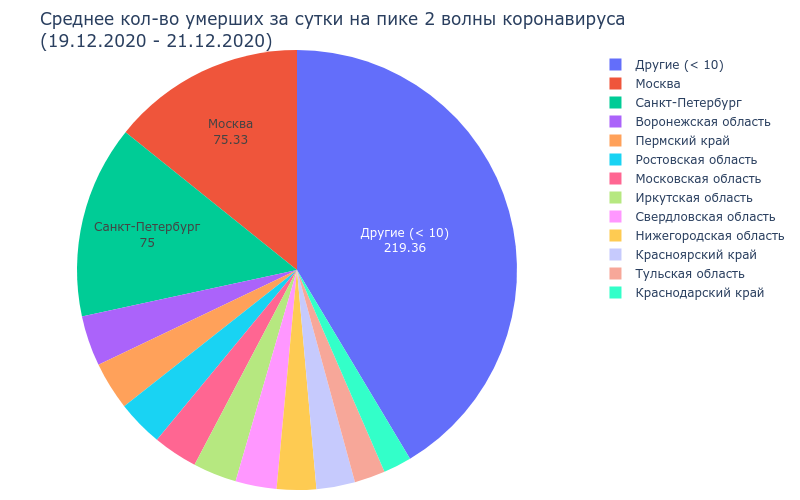 Среднее кол-во умерших за сутки на пике 2 волны коронавируса
(19.12.2020 - 21.12.2020)
Москва
75.33
Санкт-Петербург
75
Другие (< 10)
219.36
Другие (< 10)
Москва
Санкт-Петербург
Воронежская область
Пермский край
Ростовская область
Московская область
Иркутская область
Свердловская область
Нижегородская область
Красноярский край
Тульская область
Краснодарский край